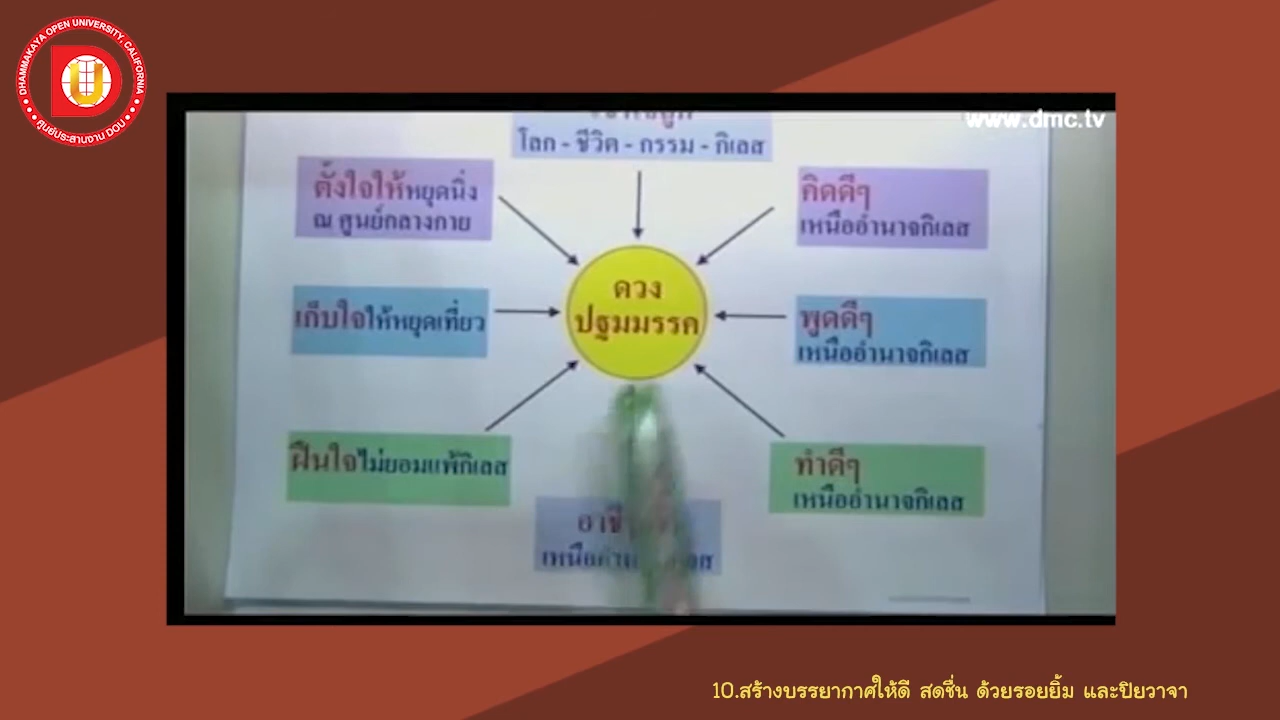 DHAMMAKAYA OPEN UNIVERSITY, CALIFORNIA
DU
ศูนย์ประสานงาน DOU
www.dmc.tv
โลก - ชีวิต - กรรม - กิเลส
ตั้งใจให้หยุดนิ่ง
ณ ศูนย์กลางกาย
คิดดีๆ
เหนืออำนาจกิเลส
ดวง
ปฐมมรรค
เก็บใจให้หยุดเที่ยว
พูดดีๆ
เหนืออำนาจกิเลส
ฝืนใจไม่ยอมแพ้กิเลส
ทำดีๆ
เหนืออำนาจกิเลส
10.สร้างบรรยากาศให้ดี สดชื่น ด้วยรอยยิ้ม และปิยวาจา